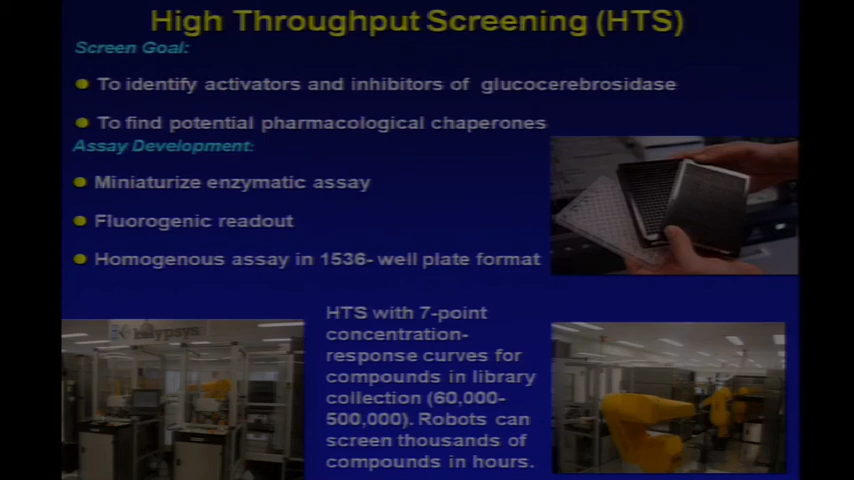 High Throughput Screening (HTS)
Screen Goal:
To identify activators and inhibitors of glucocerebrosidase
To find potential pharmacological chaperones
Assay Development:
Miniaturize enzymatic assay
Fluorogenic readout
Homogenous assay in 1536- well plate format
HTS with 7-point
concentration-
response curves for
compounds in library
collection (60,000-
500,000). Robots can
screen thousands of
compounds in hours.